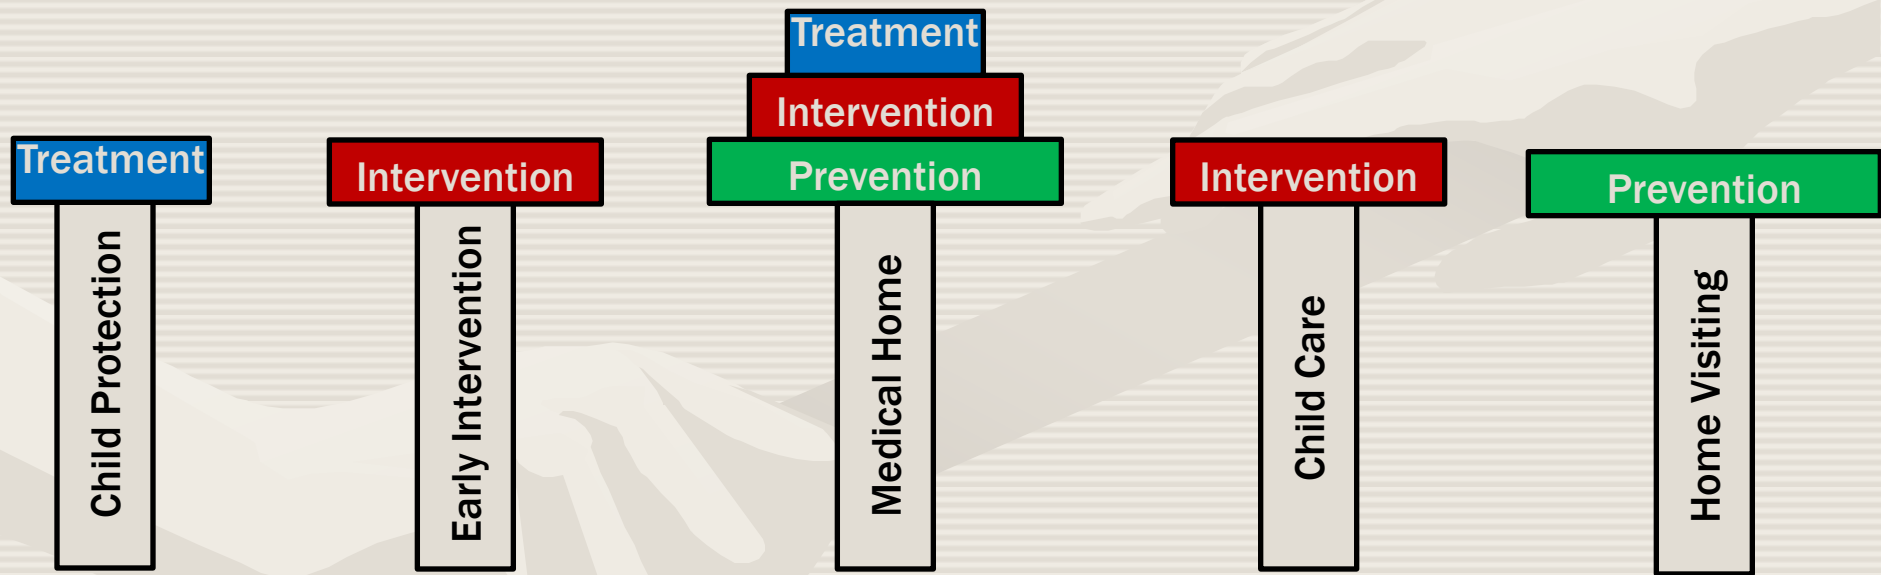 Treatment
Child Protection
Intervention
Early Intervention
Treatment
Intervention
Prevention
Medical Home
Intervention
Child Care
Prevention
Home Visiting